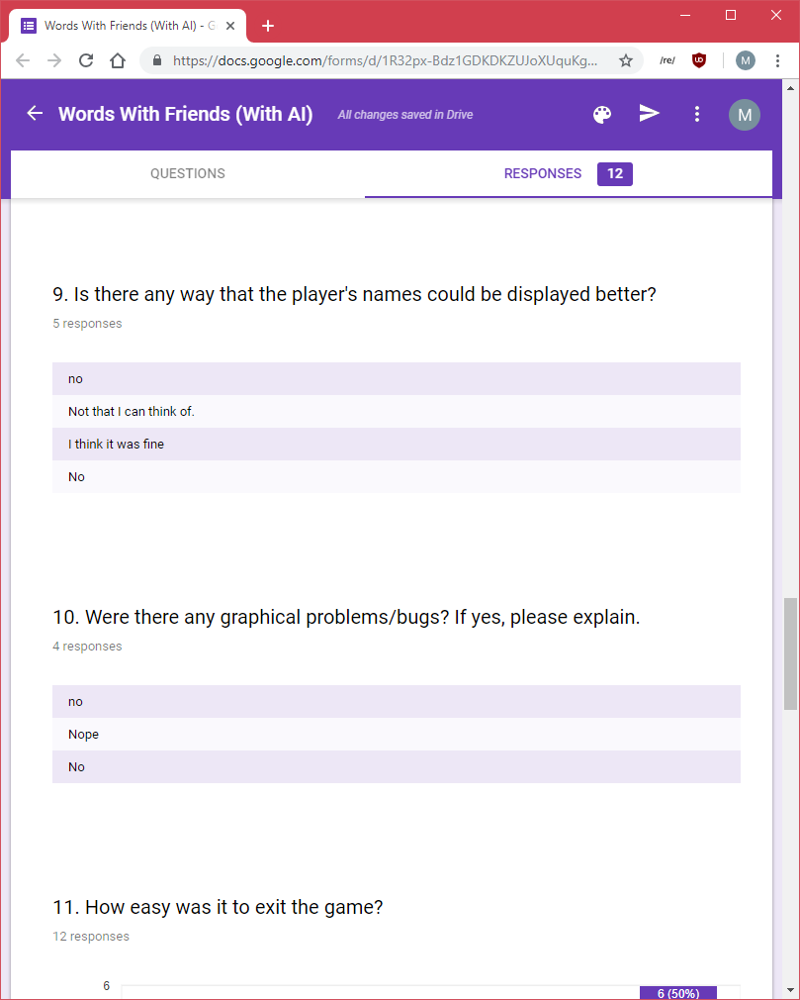 Words With Friends (With AI) - G
https://docs.google.com/forms/d/1R32px-Bdz1GDKDKZUJoXUquKg...
/re/
UD
M
Words With Friends (With AI)
All changes saved in Drive
M
QUESTIONS
RESPONSES 12
9. Is there any way that the player's names could be displayed better?
5 responses
no
Not that I can think of.
I think it was fine
No
10. Were there any graphical problems/bugs? If yes, please explain.
4 responses
no
Nope
No
11. How easy was it to exit the game?
12 responses
6
6 (50%)